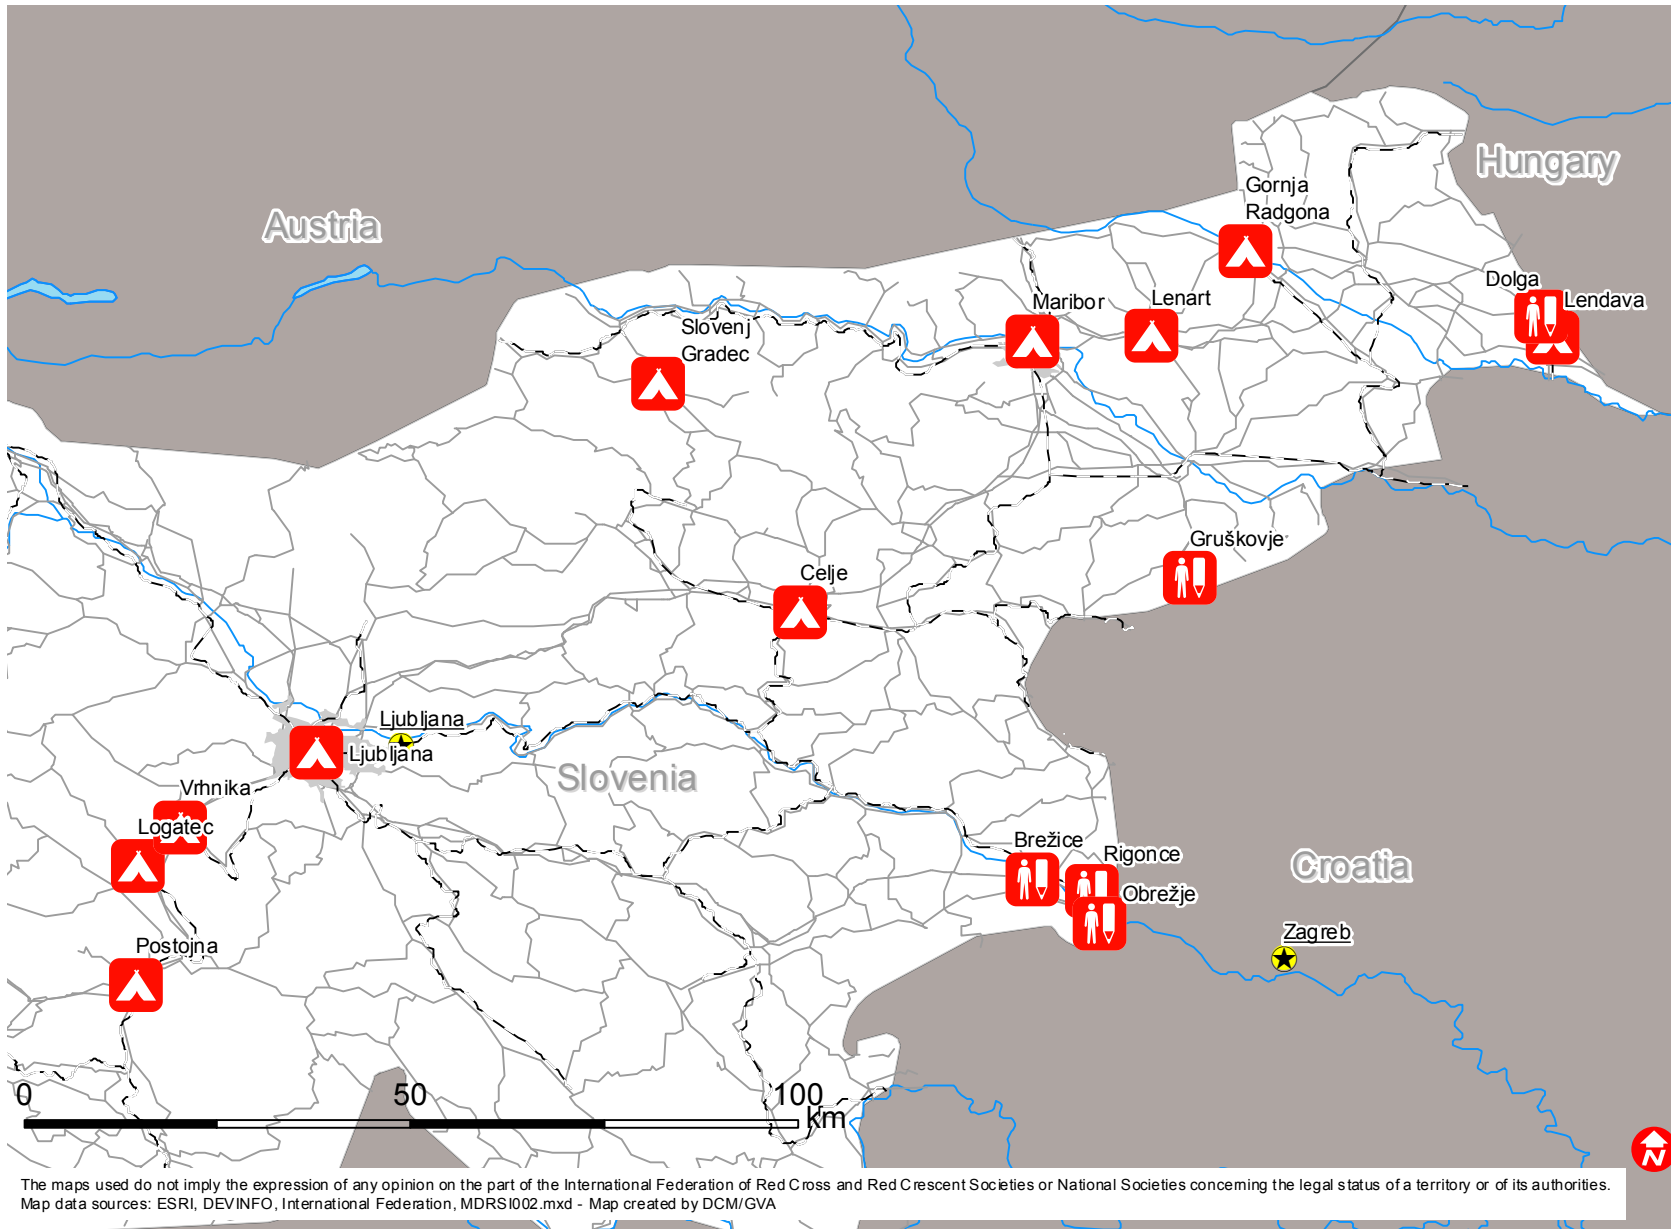 Hungary
Austria
Gornja
Radgona
Dolga
Lendava
Maribor
Lenart
Slovenj
Gradec
Gruškovje
Celje
Ljubljana
Ljubljana
Slovenia
Vrhnika
Logatec
Brežice
Rigonce
Croatia
Obrežje
Zagreb
Postojna
0 50 100
km
N
The maps used do not imply the expression of any opinion on the part of the International Federation of Red Cross and Red Crescent Societies or National Societies concerning the legal status of a territory or of its authorities.
Map data sources: ESRI, DEVINFO, International Federation, MDRSI002.mxd - Map created by DCM/GVA